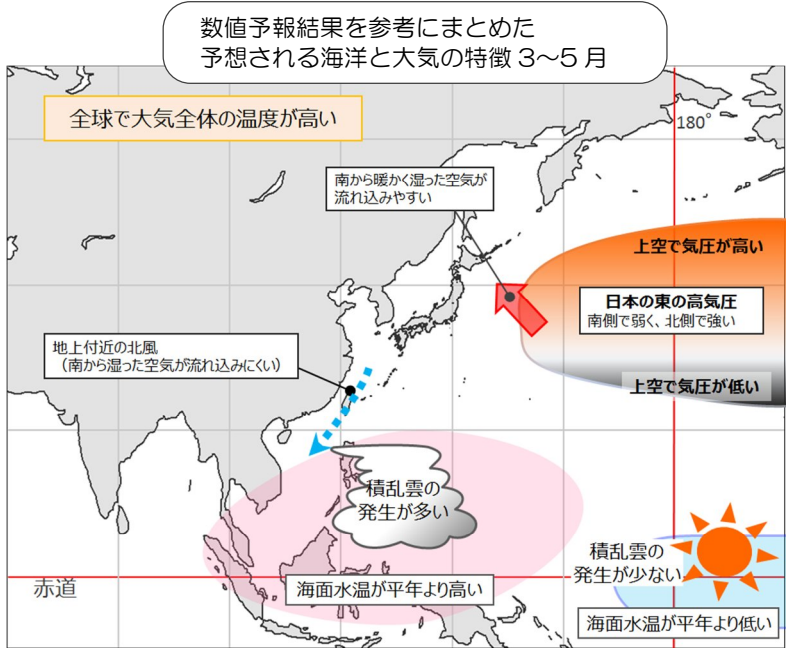 数値予報結果を参考にまとめた
予想される海洋と大気の特徴 3～5 月
全球で大気全体の温度が高い
180°
南から暖かく湿った空気が
流れ込みやすい
上空で気圧が高い
日本の東の高気圧
南側で弱く、北側で強い
地上付近の北風
（南から湿った空気が流れ込みにくい）
上空で気圧が低い
積乱雲の
発生が多い
積乱雲の
発生が少ない
赤道
海面水温が平年より高い
海面水温が平年より低い